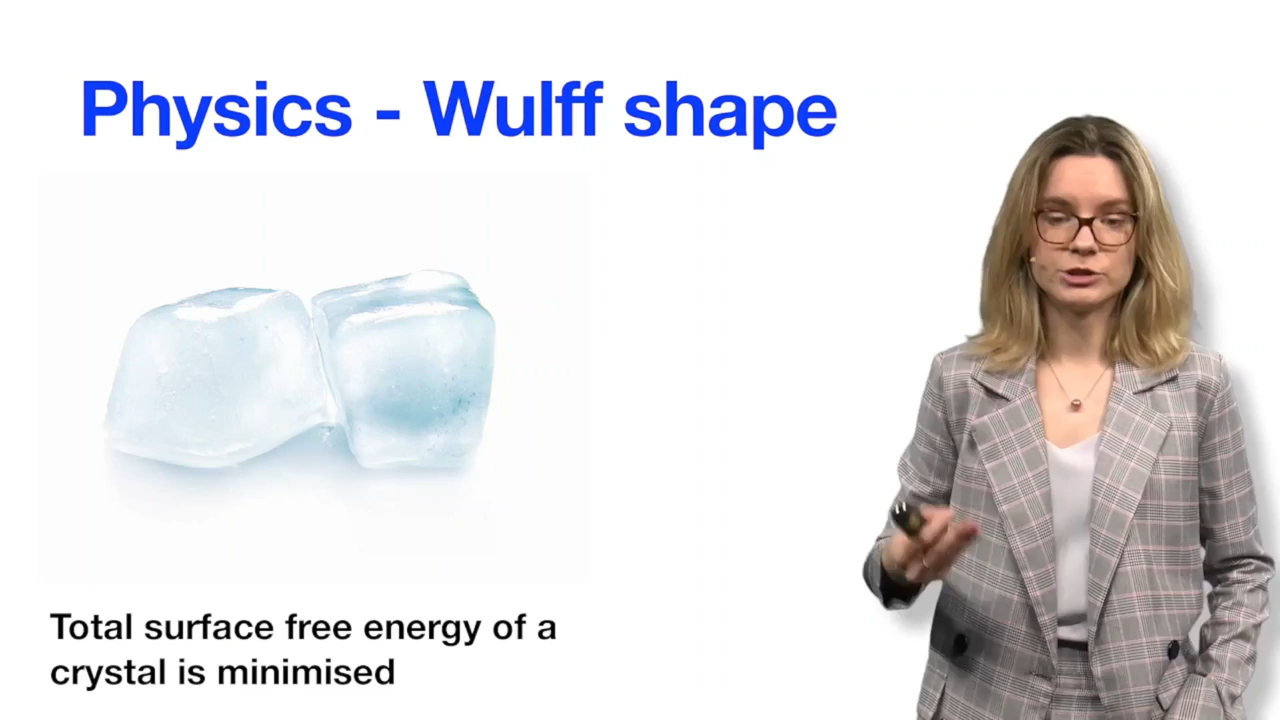 Physics - Wulff shape
Total surface free energy of a
crystal is minimised